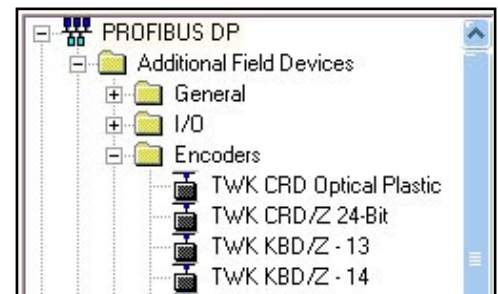 PROFIBUS DP
Additional Field Devices
General
I/O
Encoders
TWK CRD Optical Plastic
TWK CRD/Z 24-Bit
TWK KBD/Z - 13
TWK KBD/Z - 14